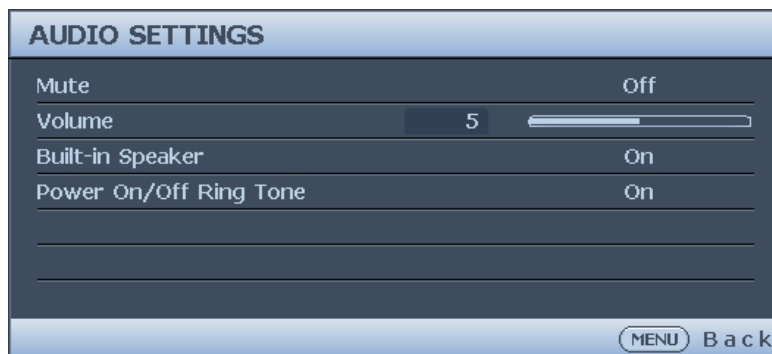 AUDIO SETTINGS
Mute Off
Volume 5
Built-in Speaker On
Power On/Off Ring Tone On
MENU Back